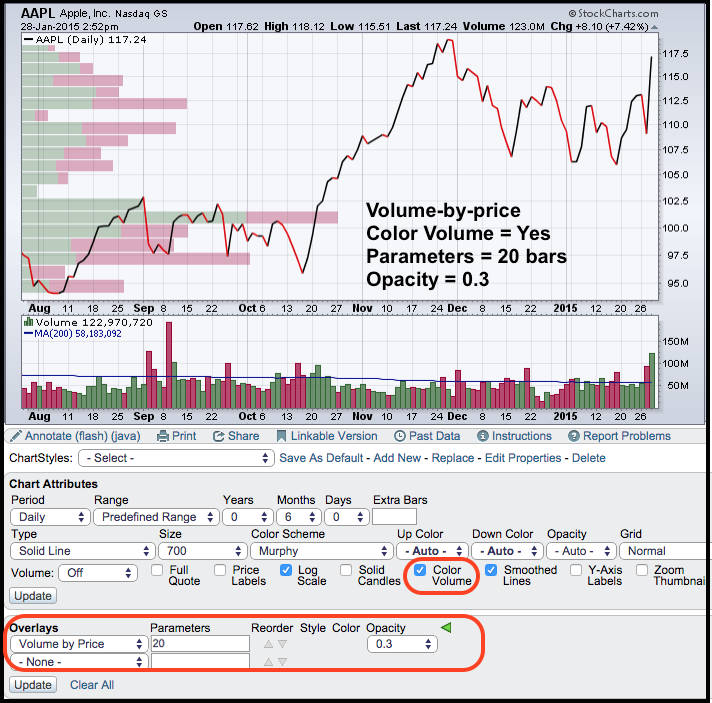 AAPL Apple, Inc. Nasdaq GS © StockCharts.com
28-Jan-2015 2:52pm Open 117.62 High 118.12 Low 115.51 Last 117.24 Volume 123.0M Chg +8.10 (+7.42%)
AAPL (Daily) 117.24
117.5
115.0
112.5
110.0
107.5
105.0
102.5
100.0
97.5
95.0
Volume-by-price
Color Volume = Yes
Parameters = 20 bars
Opacity = 0.3
Aug 11 18 25 Sep 8 15 22 Oct 6 13 20 27 Nov 10 17 24 Dec 8 15 22 2015 12 20 26
Volume 122,970,720
MA(200) 58,183,092
150M
100M
50M
Aug 11 18 25 Sep 8 15 22 Oct 6 13 20 27 Nov 10 17 24 Dec 8 15 22 2015 12 20 26
Annotate (flash) (java) Print Share Linkable Version Past Data Instructions Report Problems
ChartStyles: - Select - Save As Default - Add New - Replace - Edit Properties - Delete
Chart Attributes
Period Range Years Months Days Extra Bars
Daily Predefined Range 0 6 0
Type Size Color Scheme Up Color Down Color Opacity Grid
Solid Line 700 Murphy - Auto - - Auto - - Auto - Normal
Volume: Off Full Quote Price Labels Log Scale Solid Candles Color Volume Smoothed Lines Y-Axis Labels Zoom Thumbnai
Update
Overlays Parameters Reorder Style Color Opacity
Volume by Price 20 0.3
- None -
Update Clear All